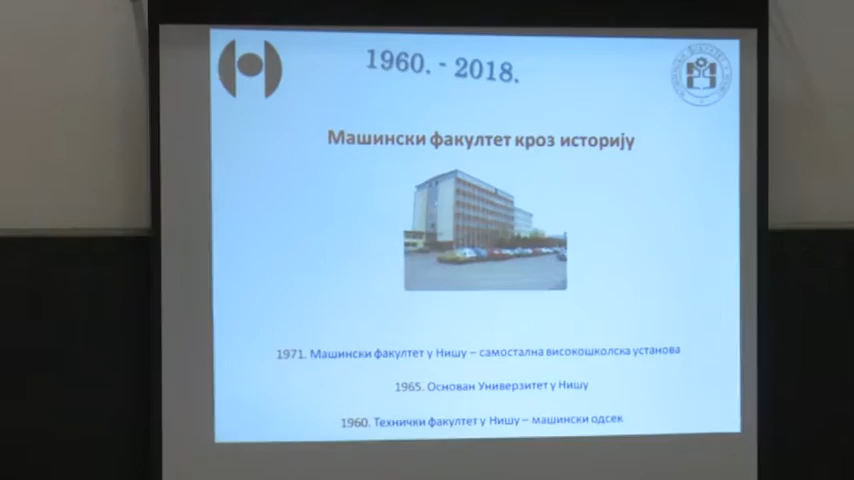 1960. - 2018.
Машински факултет кроз историју
1971. Машински факултет у Нишу – самостална високошколска установа
1965. Основан Универзитет у Нишу
1960. Технички факултет у Нишу – машински одсек